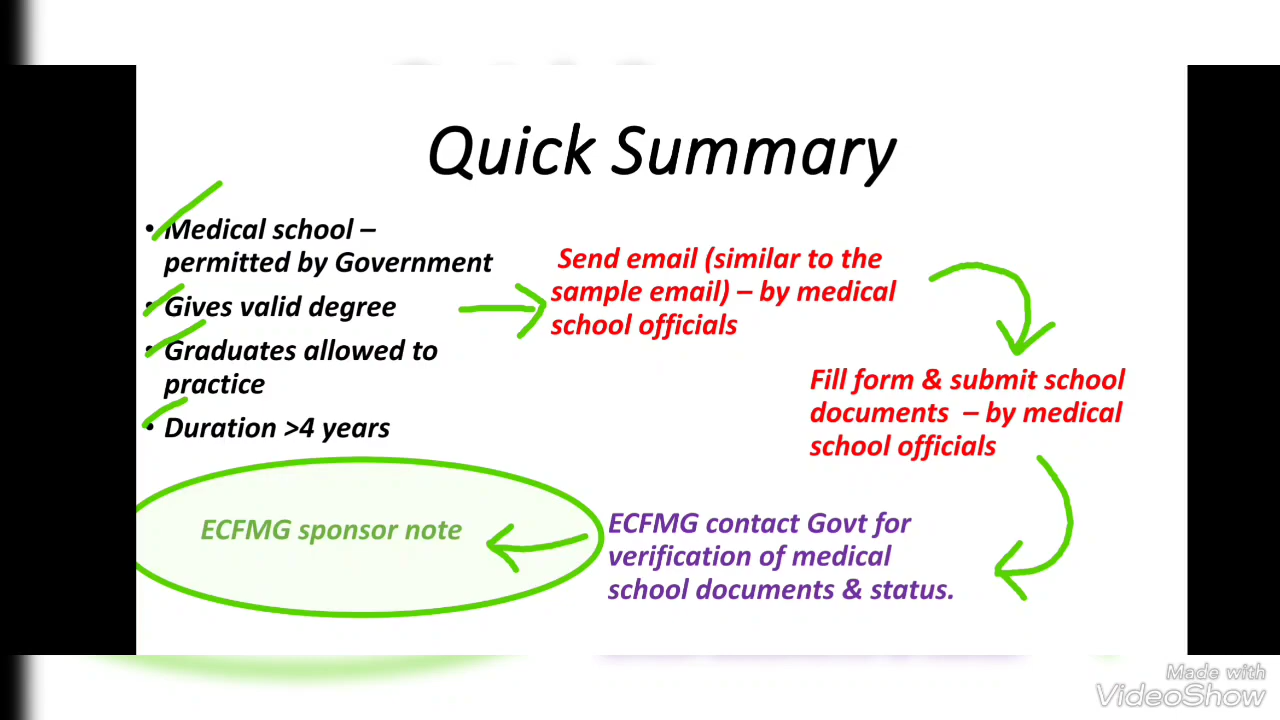 Quick Summary
• Medical school –
permitted by Government
• Gives valid degree
• Graduates allowed to
practice
• Duration >4 years
Send email (similar to the
sample email) – by medical
school officials
Fill form & submit school
documents – by medical
school officials
ECFMG contact Govt for
verification of medical
school documents & status.
ECFMG sponsor note
Made with
VideoShow